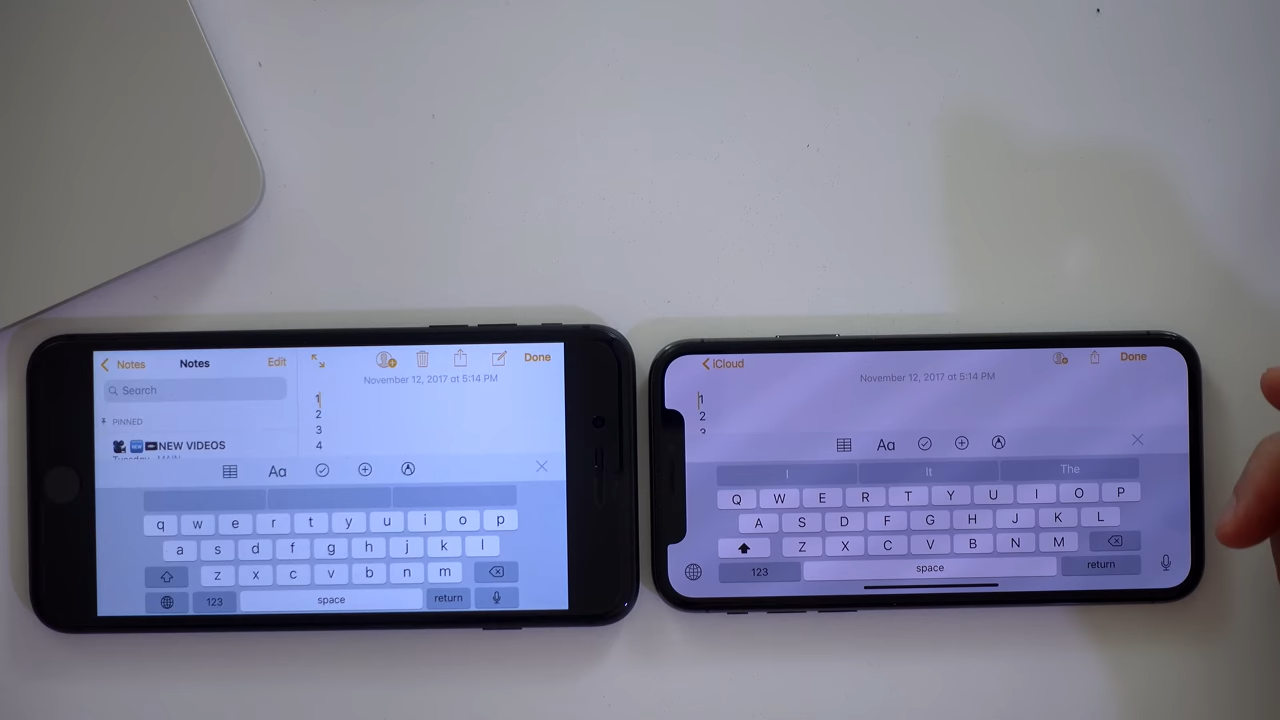 Notes
Notes
Edit
Done
November 12, 2017 at 5:14 PM
Search
PINNED
NEW VIDEOS
1
2
3
4
Aa
q w e r t y u i o p
a s d f g h j k l
z x c v b n m
123 space return
iCloud
Done
November 12, 2017 at 5:14 PM
1
2
Aa
I It The
Q W E R T Y U I O P
A S D F G H J K L
Z X C V B N M
123 space return